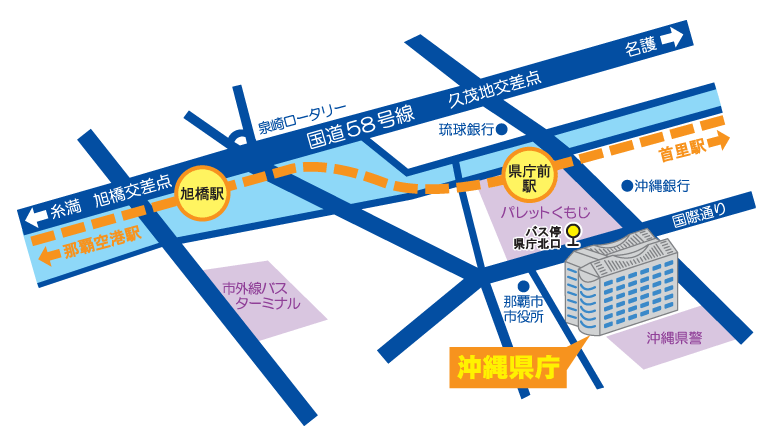 名護
久茂地交差点
国道58号線
泉崎ロータリー
琉球銀行
首里駅
県庁前
駅
沖縄銀行
旭橋駅
糸満 旭橋交差点
パレットくもじ
国際通り
バス停
県庁北口
那覇空港駅
市外線バス
ターミナル
那覇市
市役所
沖縄県警
沖縄県庁